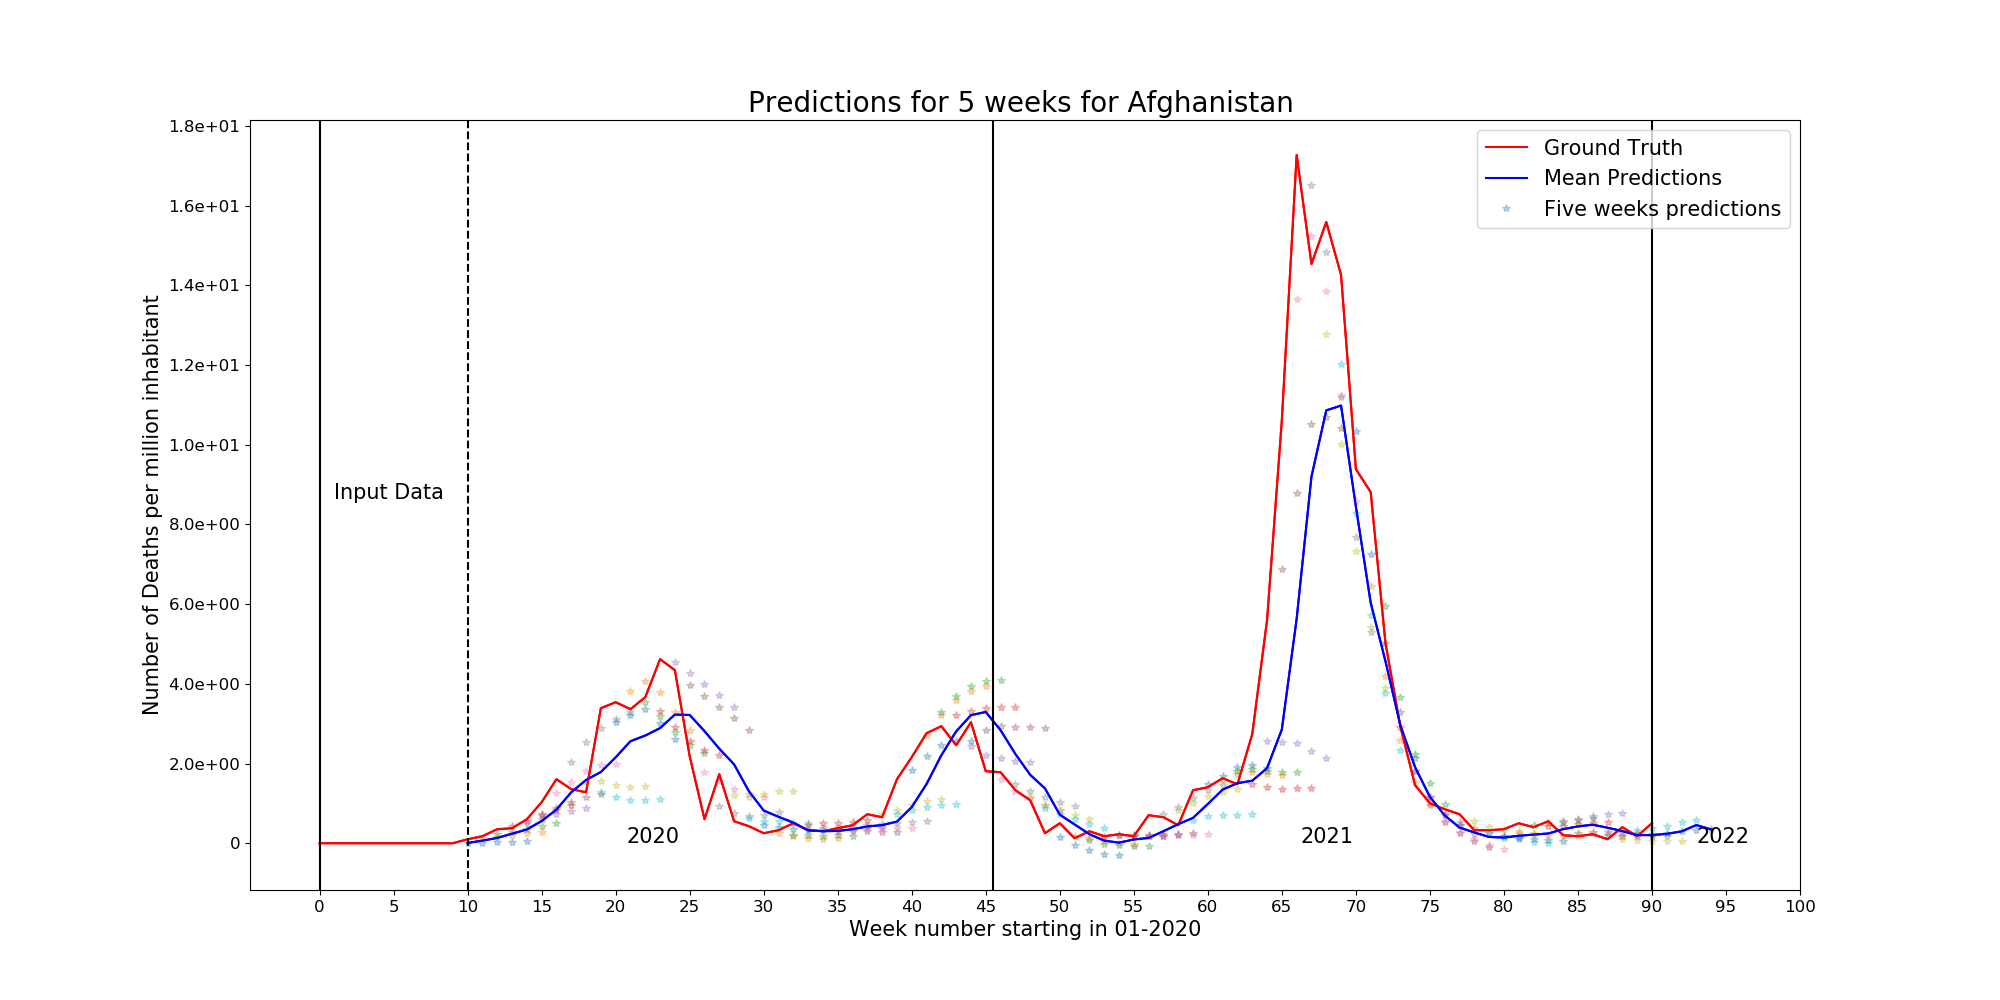 Predictions for 5 weeks for Afghanistan
1.8e+01
1.6e+01
1.4e+01
1.2e+01
1.0e+01
8.0e+00
6.0e+00
4.0e+00
2.0e+00
0
Number of Deaths per million inhabitant
Ground Truth
Mean Predictions
Five weeks predictions
Input Data
2020
2021
2022
0 5 10 15 20 25 30 35 40 45 50 55 60 65 70 75 80 85 90 95 100
Week number starting in 01-2020